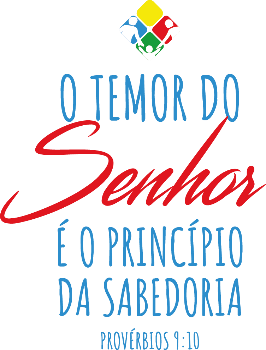 O TEMOR DO
Senhor
É O PRINCÍPIO
DA SABEDORIA
PROVÉRBIOS 9:10